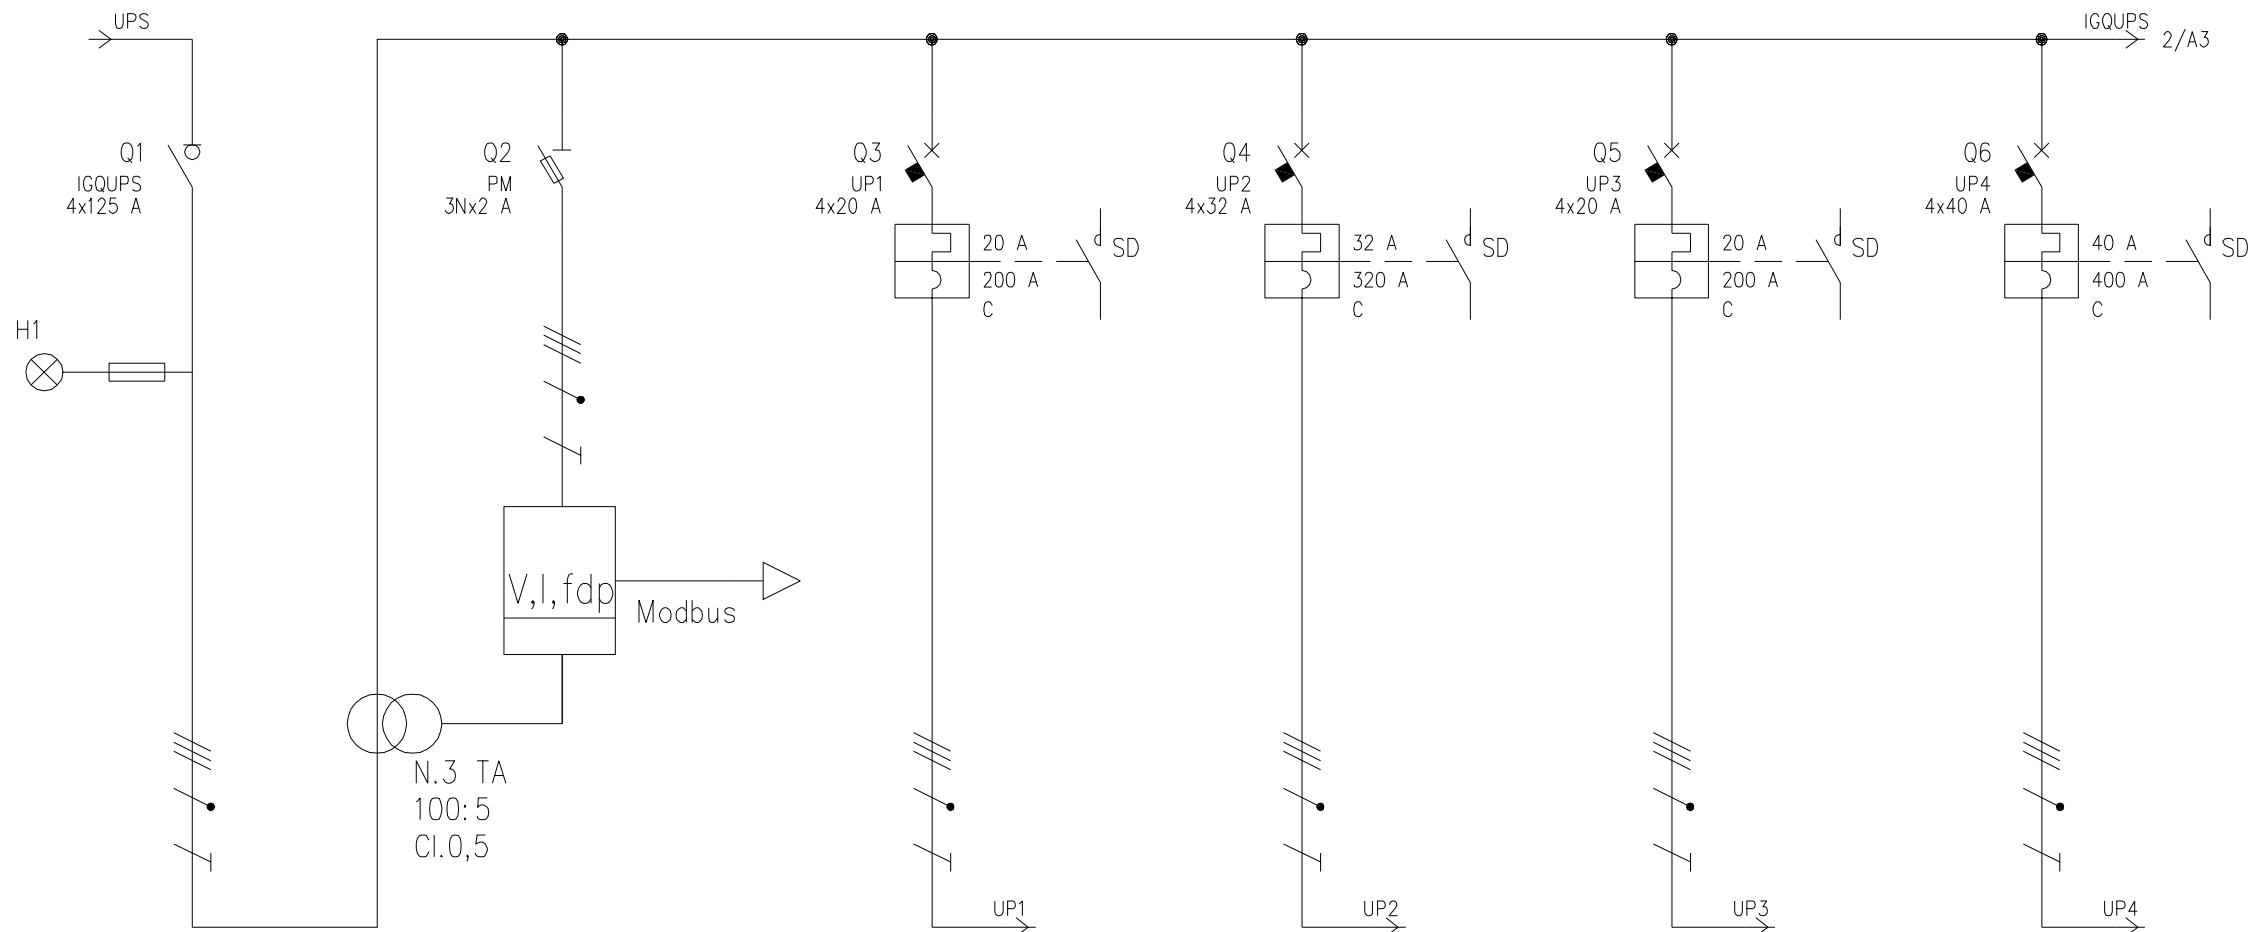 UPS
IGQUPS
2/A3
Q1
IGQUPS
4x125 A
Q2
PM
3Nx2 A
Q3
UP1
4x20 A
20 A
200 A
C
SD
Q4
UP2
4x32 A
32 A
320 A
C
SD
Q5
UP3
4x20 A
20 A
200 A
C
SD
Q6
UP4
4x40 A
40 A
400 A
C
SD
H1
V,I,fdp
Modbus
N.3 TA
100:5
Cl.0,5
UP1
UP2
UP3
UP4